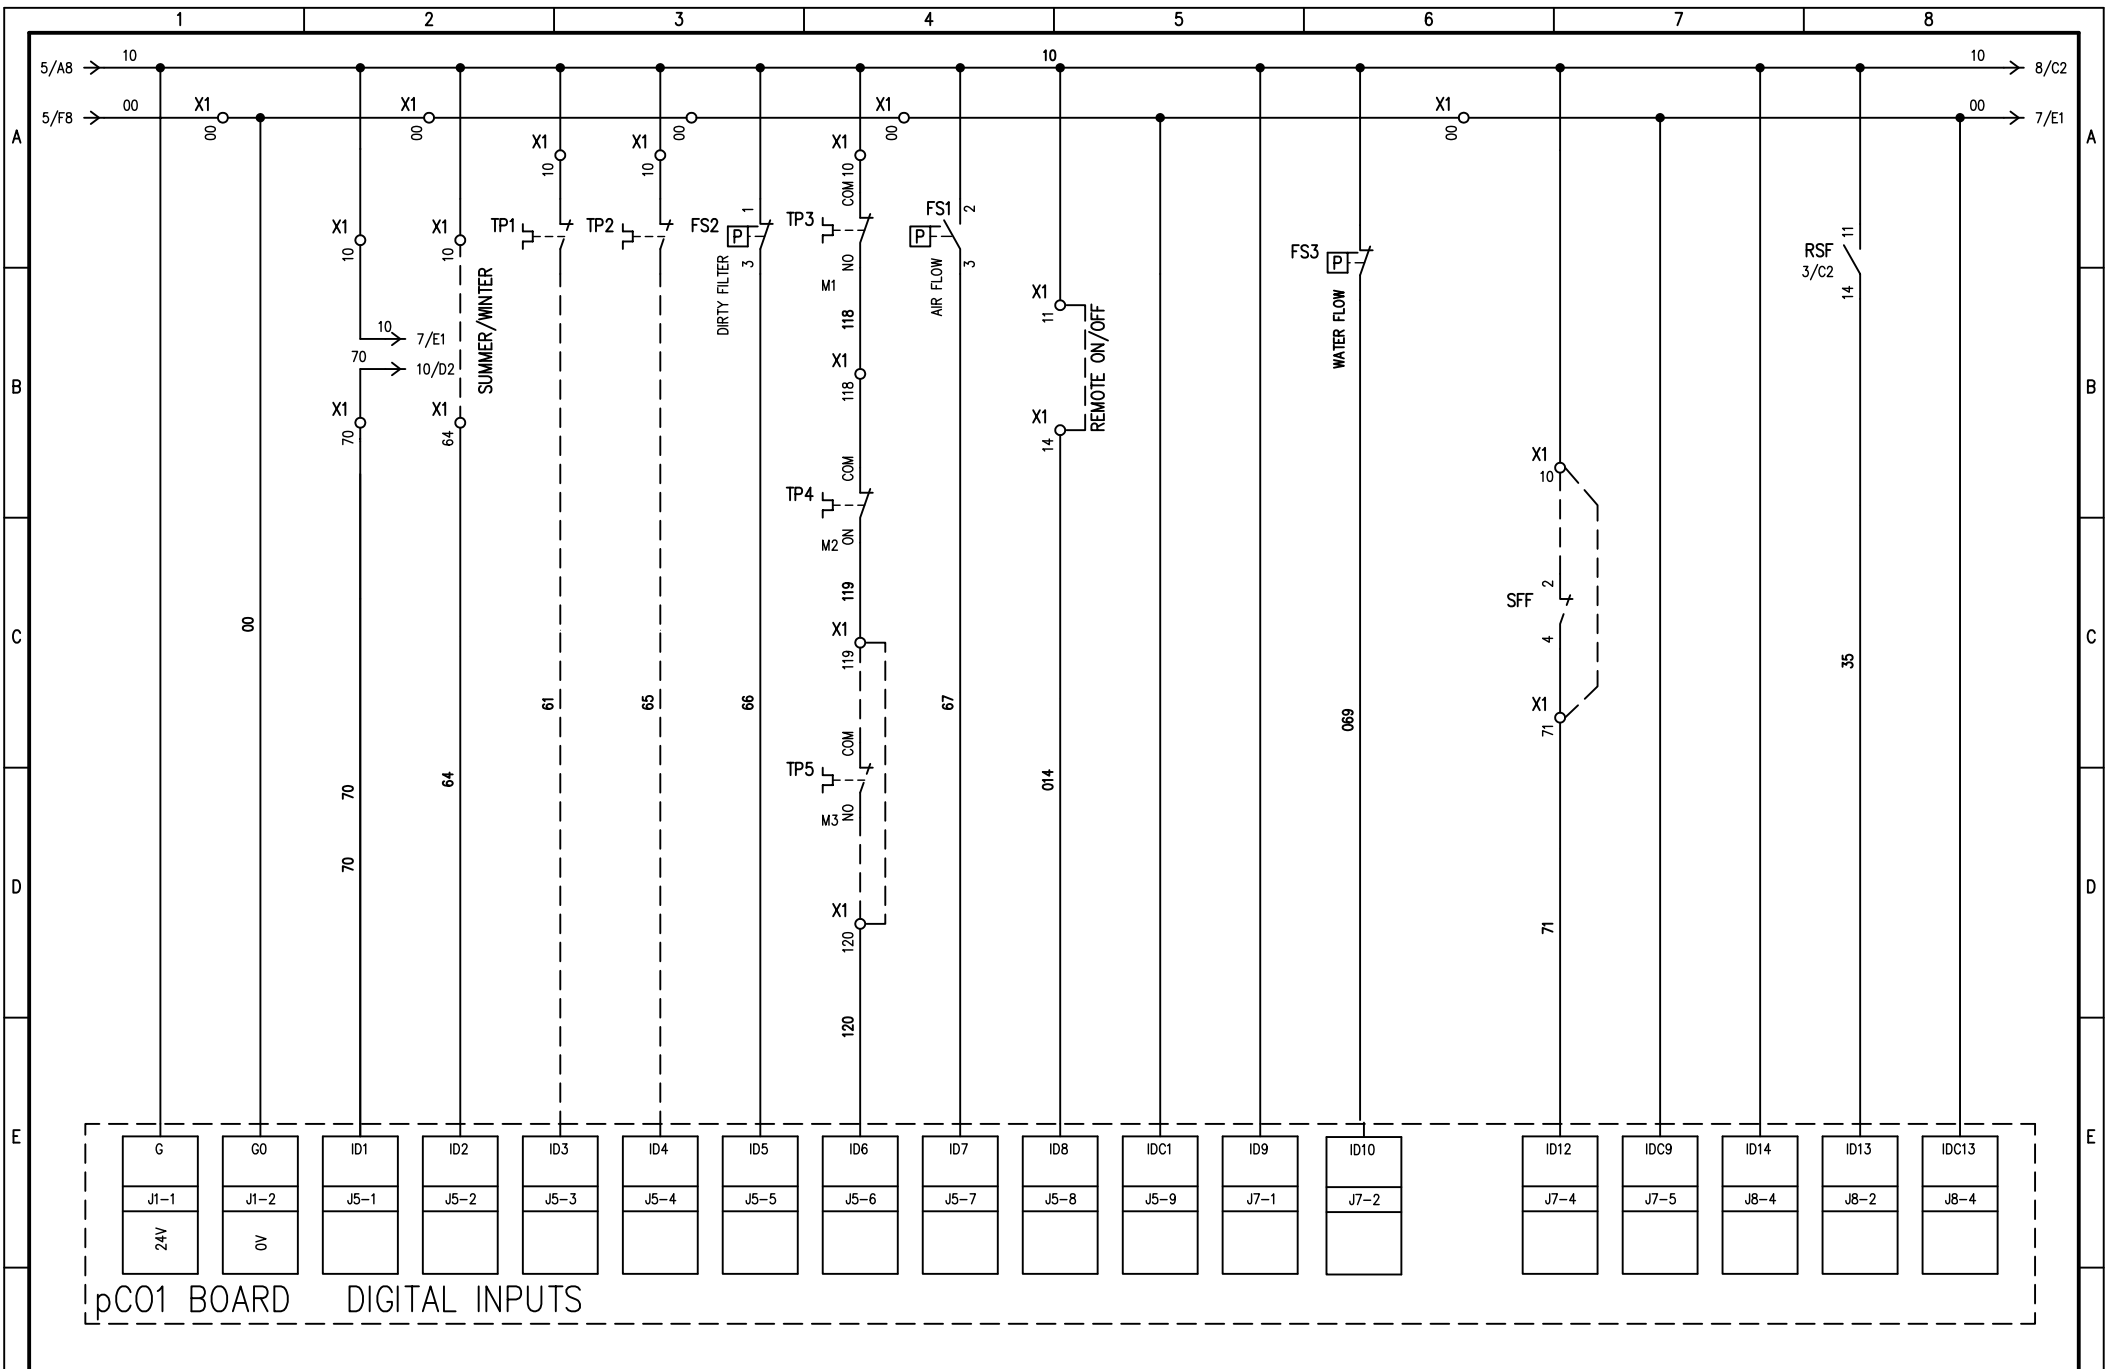 1 2 3 4 5 6 7 8
5/A8 10 10 10 8/C2
5/F8 00 X1 X1 X1 X1 00 7/E1
00 00 00 00 00
A A
X1 X1 X1
10 10 10
COM
X1 X1 TP1 TP2 FS2 1 TP3 FS1 2
10 10 P 3 NO P 3
DIRTY FILTER
M1
AIR FLOW
FS3 P
WATER FLOW
RSF 11
3/C2
14
SUMMER/WINTER
10 7/E1
70 10/D2
118
X1
11
REMOTE ON/OFF
B B
X1 X1 X1 X1
70 64 118 14
COM
TP4
M2 ON
X1
10
119
2
SFF
4
C C
00
X1
119
61 65 66 67 069 35
X1
71
COM
TP5
M3 NO
70 64 014
70
D D
X1
120
71
120
E E
G G0 ID1 ID2 ID3 ID4 ID5 ID6 ID7 ID8 IDC1 ID9 ID10 ID12 IDC9 ID14 ID13 IDC13
J1-1 J1-2 J5-1 J5-2 J5-3 J5-4 J5-5 J5-6 J5-7 J5-8 J5-9 J7-1 J7-2 J7-4 J7-5 J8-4 J8-2 J8-4
24V 0V
pCO1 BOARD DIGITAL INPUTS